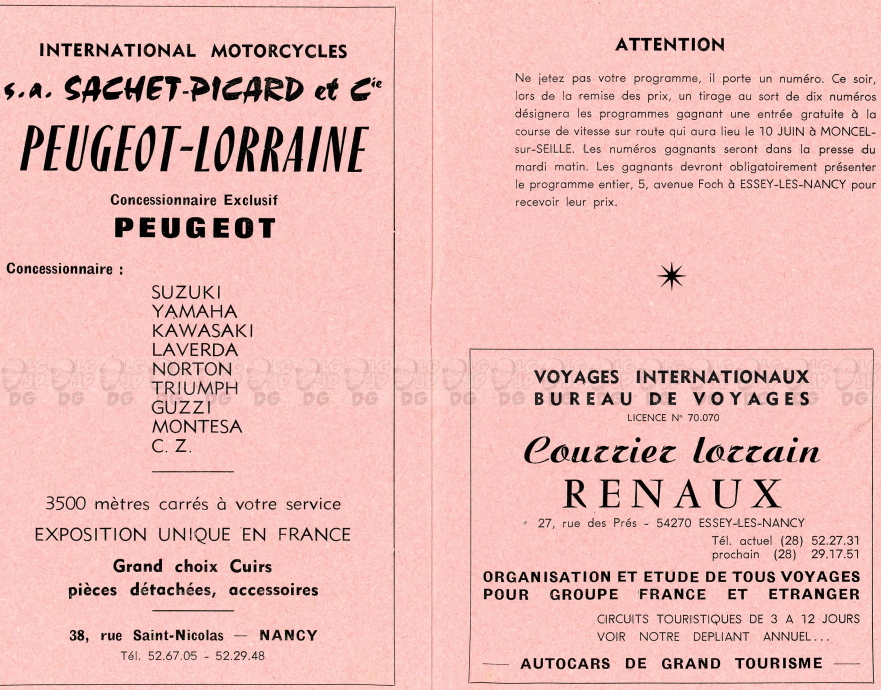 INTERNATIONAL MOTORCYCLES
s.a. SACHET-PICARD et Cie
PEUGEOT-LORRAINE
Concessionnaire Exclusif
PEUGEOT
Concessionnaire :
SUZUKI
YAMAHA
KAWASAKI
LAVERDA
NORTON
TRIUMPH
GUZZI
MONTESA
C. Z.
3500 mètres carrés à votre service
EXPOSITION UNIQUE EN FRANCE
Grand choix Cuirs
pièces détachées, accessoires
38, rue Saint-Nicolas — NANCY
Tél. 52.67.05 - 52.29.48
ATTENTION
Ne jetez pas votre programme, il porte un numéro. Ce soir,
lors de la remise des prix, un tirage au sort de dix numéros
désignera les programmes gagnant une entrée gratuite à la
course de vitesse sur route qui aura lieu le 10 JUIN à MONCEL-
sur-SEILLE. Les numéros gagnants seront dans la presse du
mardi matin. Les gagnants devront obligatoirement présenter
le programme entier, 5, avenue Foch à ESSEY-LES-NANCY pour
recevoir leur prix.
VOYAGES INTERNATIONAUX
BUREAU DE VOYAGES
LICENCE N° 70.070
Courrier lorrain
RENAUX
27, rue des Prés - 54270 ESSEY-LES-NANCY
Tél. actuel (28) 52.27.31
prochain (28) 29.17.51
ORGANISATION ET ETUDE DE TOUS VOYAGES
POUR GROUPE FRANCE ET ETRANGER
CIRCUITS TOURISTIQUES DE 3 A 12 JOURS
VOIR NOTRE DEPLIANT ANNUEL...
— AUTOCARS DE GRAND TOURISME —